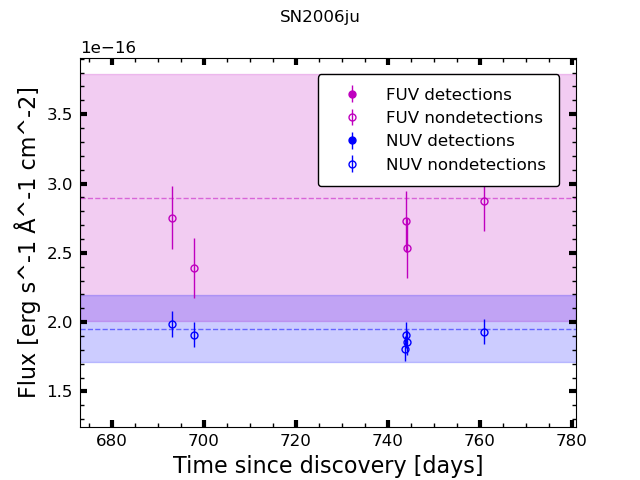 SN2006ju
1e−16
FUV detections
FUV nondetections
NUV detections
NUV nondetections
3.5
3.0
2.5
2.0
1.5
Flux [erg s^-1 Å^-1 cm^-2]
680 700 720 740 760 780
Time since discovery [days]